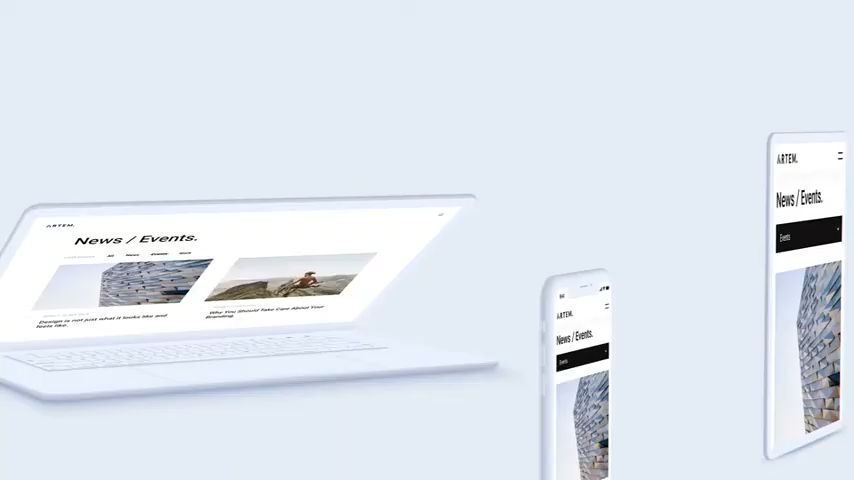 ARTEM.
News / Events.
All News Events
Design is not just what it looks like and
feels like.
Why You Should Take Care About Your
Branding.
ARTEM.
News / Events.
Events
ARTEM.
News / Events.
Events